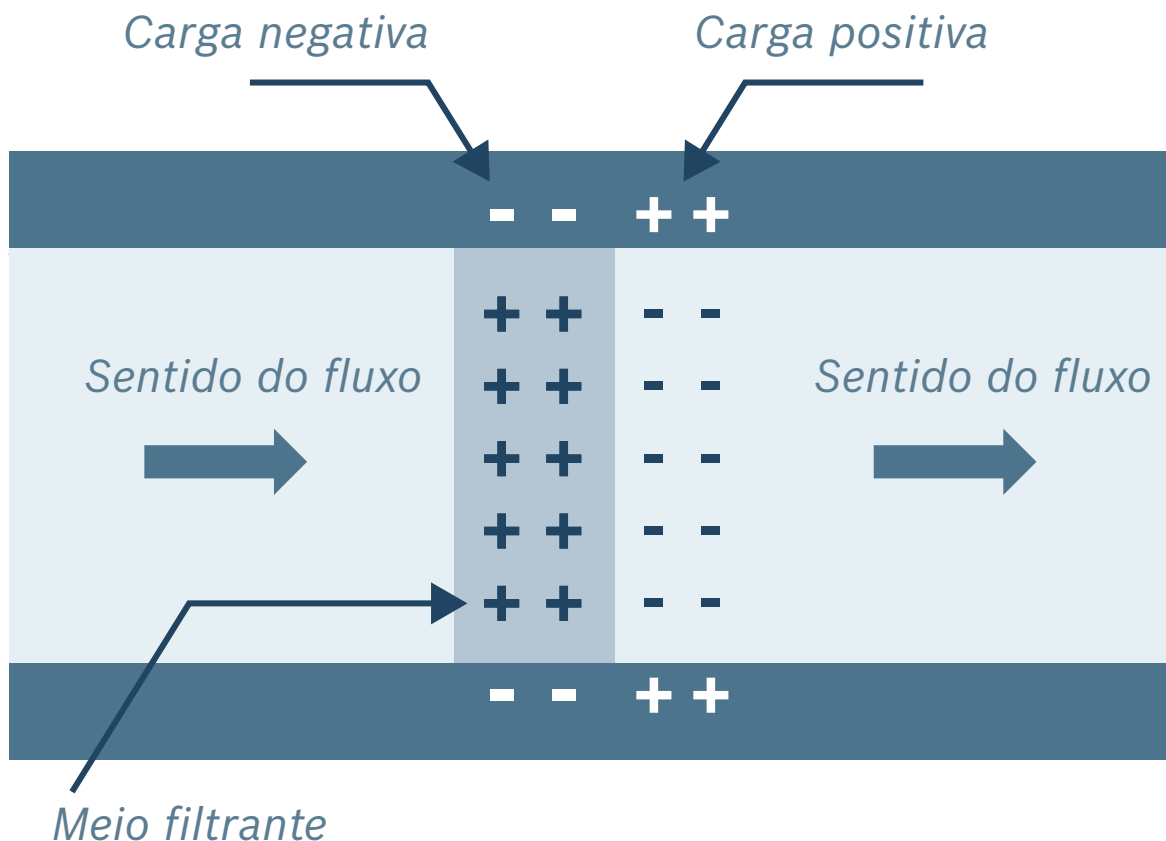 Carga negativa
Carga positiva
- - + +
+ + - -
Sentido do fluxo
Sentido do fluxo
+ + - -
+ + - -
+ + - -
+ + - -
- - + +
Meio filtrante